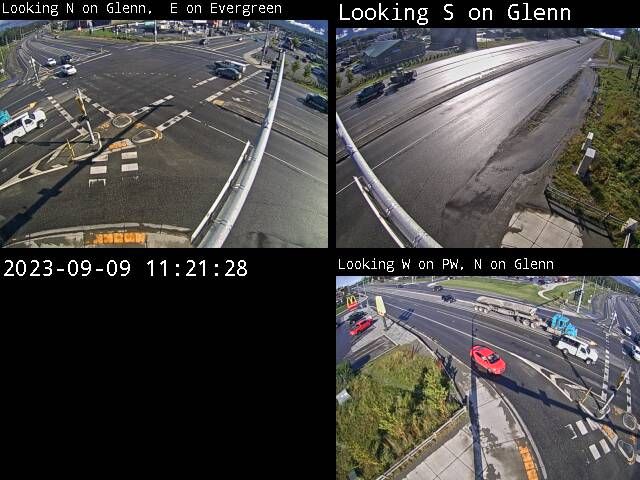 Looking N on Glenn,  E on Evergreen
Looking S on Glenn
2023-09-09 11:21:28
Looking W on PW, N on Glenn